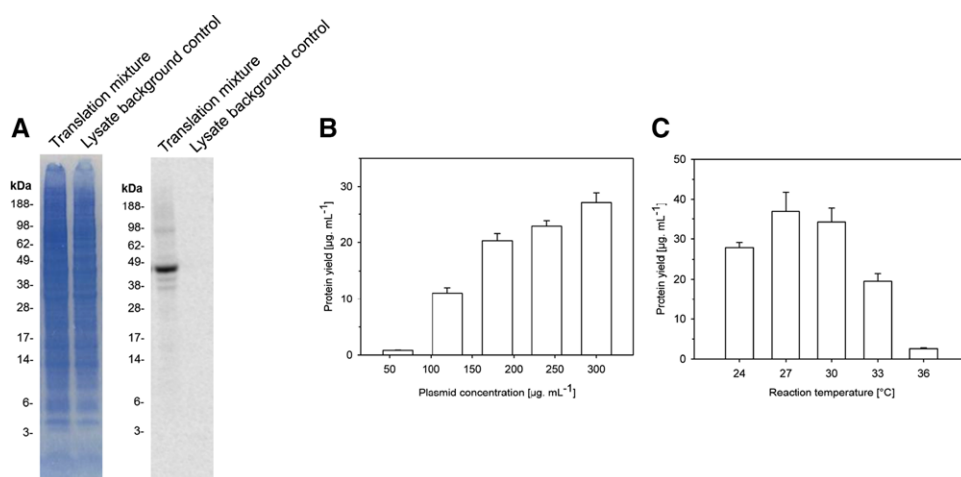 A
Translation mixture
Lysate background control
kDa
188-
98-
62-
49-
38-
28-
17-
14-
6-
3-
Translation mixture
Lysate background control
kDa
188-
98-
62-
49-
38-
28-
17-
14-
6-
3-
B
Protein yield [µg. mL⁻¹]
30
20
10
0
50 100 150 200 250 300
Plasmid concentration [µg. mL⁻¹]
C
Protein yield [µg. mL⁻¹]
50
40
30
20
10
0
24 27 30 33 36
Reaction temperature [°C]